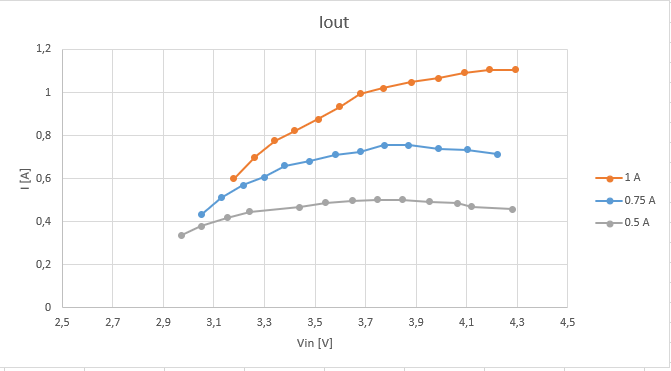 Iout
1,2
1
0,8
0,6
0,4
0,2
0
I [A]
2,5 2,7 2,9 3,1 3,3 3,5 3,7 3,9 4,1 4,3 4,5
Vin [V]
1 A
0.75 A
0.5 A